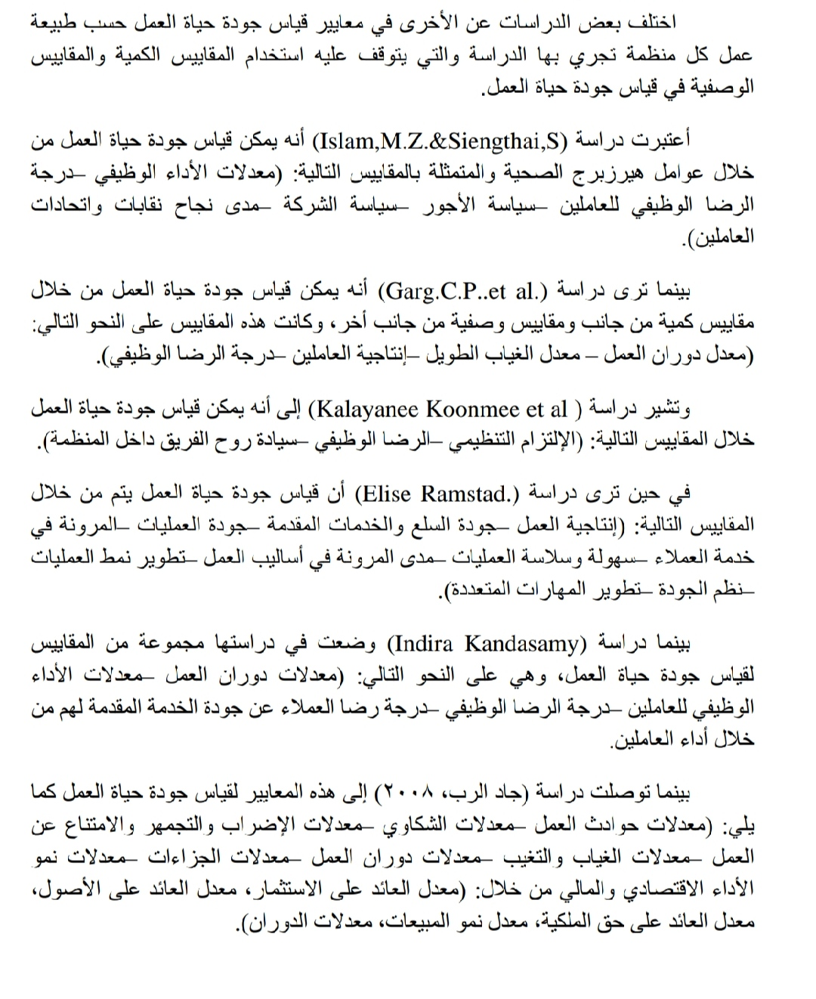 اختلف بعض الدراسات عن الأخرى في معايير قياس جودة حياة العمل حسب طبيعة
عمل كل منظمة تجري بها الدراسة والتي يتوقف عليه استخدام المقاييس الكمية والمقاييس
الوصفية في قياس جودة حياة العمل.
أعتبرت دراسة (Islam,M.Z.&Siengthai,S) أنه يمكن قياس جودة حياة العمل من
خلال عوامل هيرزبرج الصحية والمتمثلة بالمقاييس التالية: (معدلات الأداء الوظيفي –درجة
الرضا الوظيفي للعاملين –سياسة الأجور –سياسة الشركة –مدى نجاح نقابات واتحادات
العاملين).
بينما ترى دراسة (Garg.C.P..et al.) أنه يمكن قياس جودة حياة العمل من خلال
مقاييس كمية من جانب ومقاييس وصفية من جانب أخر، وكانت هذه المقاييس على النحو التالي:
(معدل دوران العمل – معدل الغياب الطويل –إنتاجية العاملين –درجة الرضا الوظيفي).
وتشير دراسة ( Kalayanee Koonmee et al) إلى أنه يمكن قياس جودة حياة العمل
خلال المقاييس التالية: (الإلتزام التنظيمي –الرضا الوظيفي –سيادة روح الفريق داخل المنظمة).
في حين ترى دراسة (Elise Ramstad.) أن قياس جودة حياة العمل يتم من خلال
المقاييس التالية: (إنتاجية العمل –جودة السلع والخدمات المقدمة –جودة العمليات –المرونة في
خدمة العملاء –سهولة وسلاسة العمليات –مدى المرونة في أساليب العمل –تطوير نمط العمليات
–نظم الجودة –تطوير المهارات المتعددة).
بينما دراسة (Indira Kandasamy) وضعت في دراستها مجموعة من المقاييس
لقياس جودة حياة العمل، وهي على النحو التالي: (معدلات دوران العمل –معدلات الأداء
الوظيفي للعاملين –درجة الرضا الوظيفي –درجة رضا العملاء عن جودة الخدمة المقدمة لهم من
خلال أداء العاملين.
بينما توصلت دراسة (جاد الرب، ٢٠٠٨) إلى هذه المعايير لقياس جودة حياة العمل كما
يلي: (معدلات حوادث العمل –معدلات الشكاوي –معدلات الإضراب والتجمهر والامتناع عن
العمل –معدلات الغياب والتغيب –معدلات دوران العمل –معدلات الجزاءات –معدلات نمو
الأداء الاقتصادي والمالي من خلال: (معدل العائد على الاستثمار، معدل العائد على الأصول،
معدل العائد على حق الملكية، معدل نمو المبيعات، معدلات الدوران).